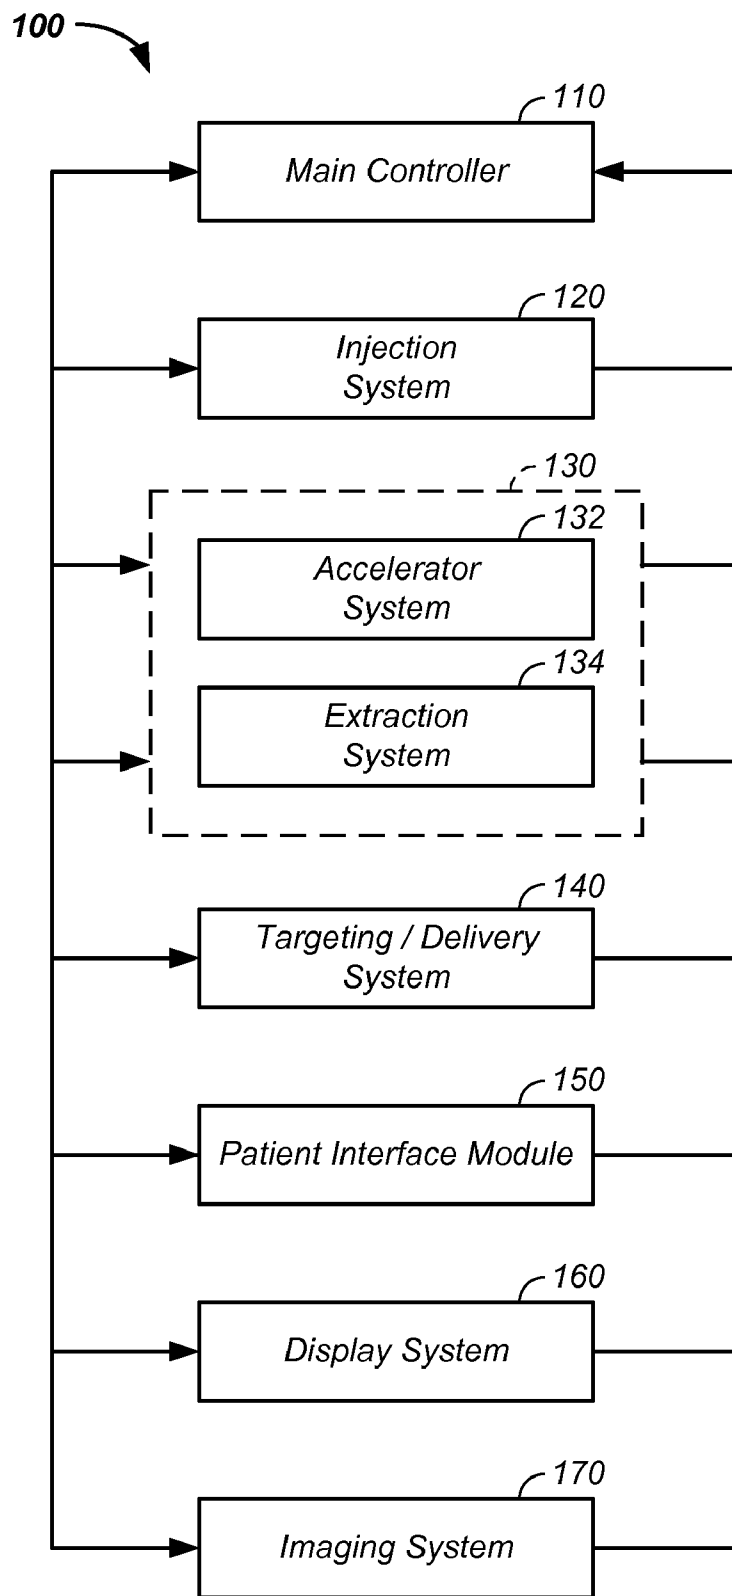 100
110
Main Controller
120
Injection
System
130
132
Accelerator
System
134
Extraction
System
140
Targeting / Delivery
System
150
Patient Interface Module
160
Display System
170
Imaging System